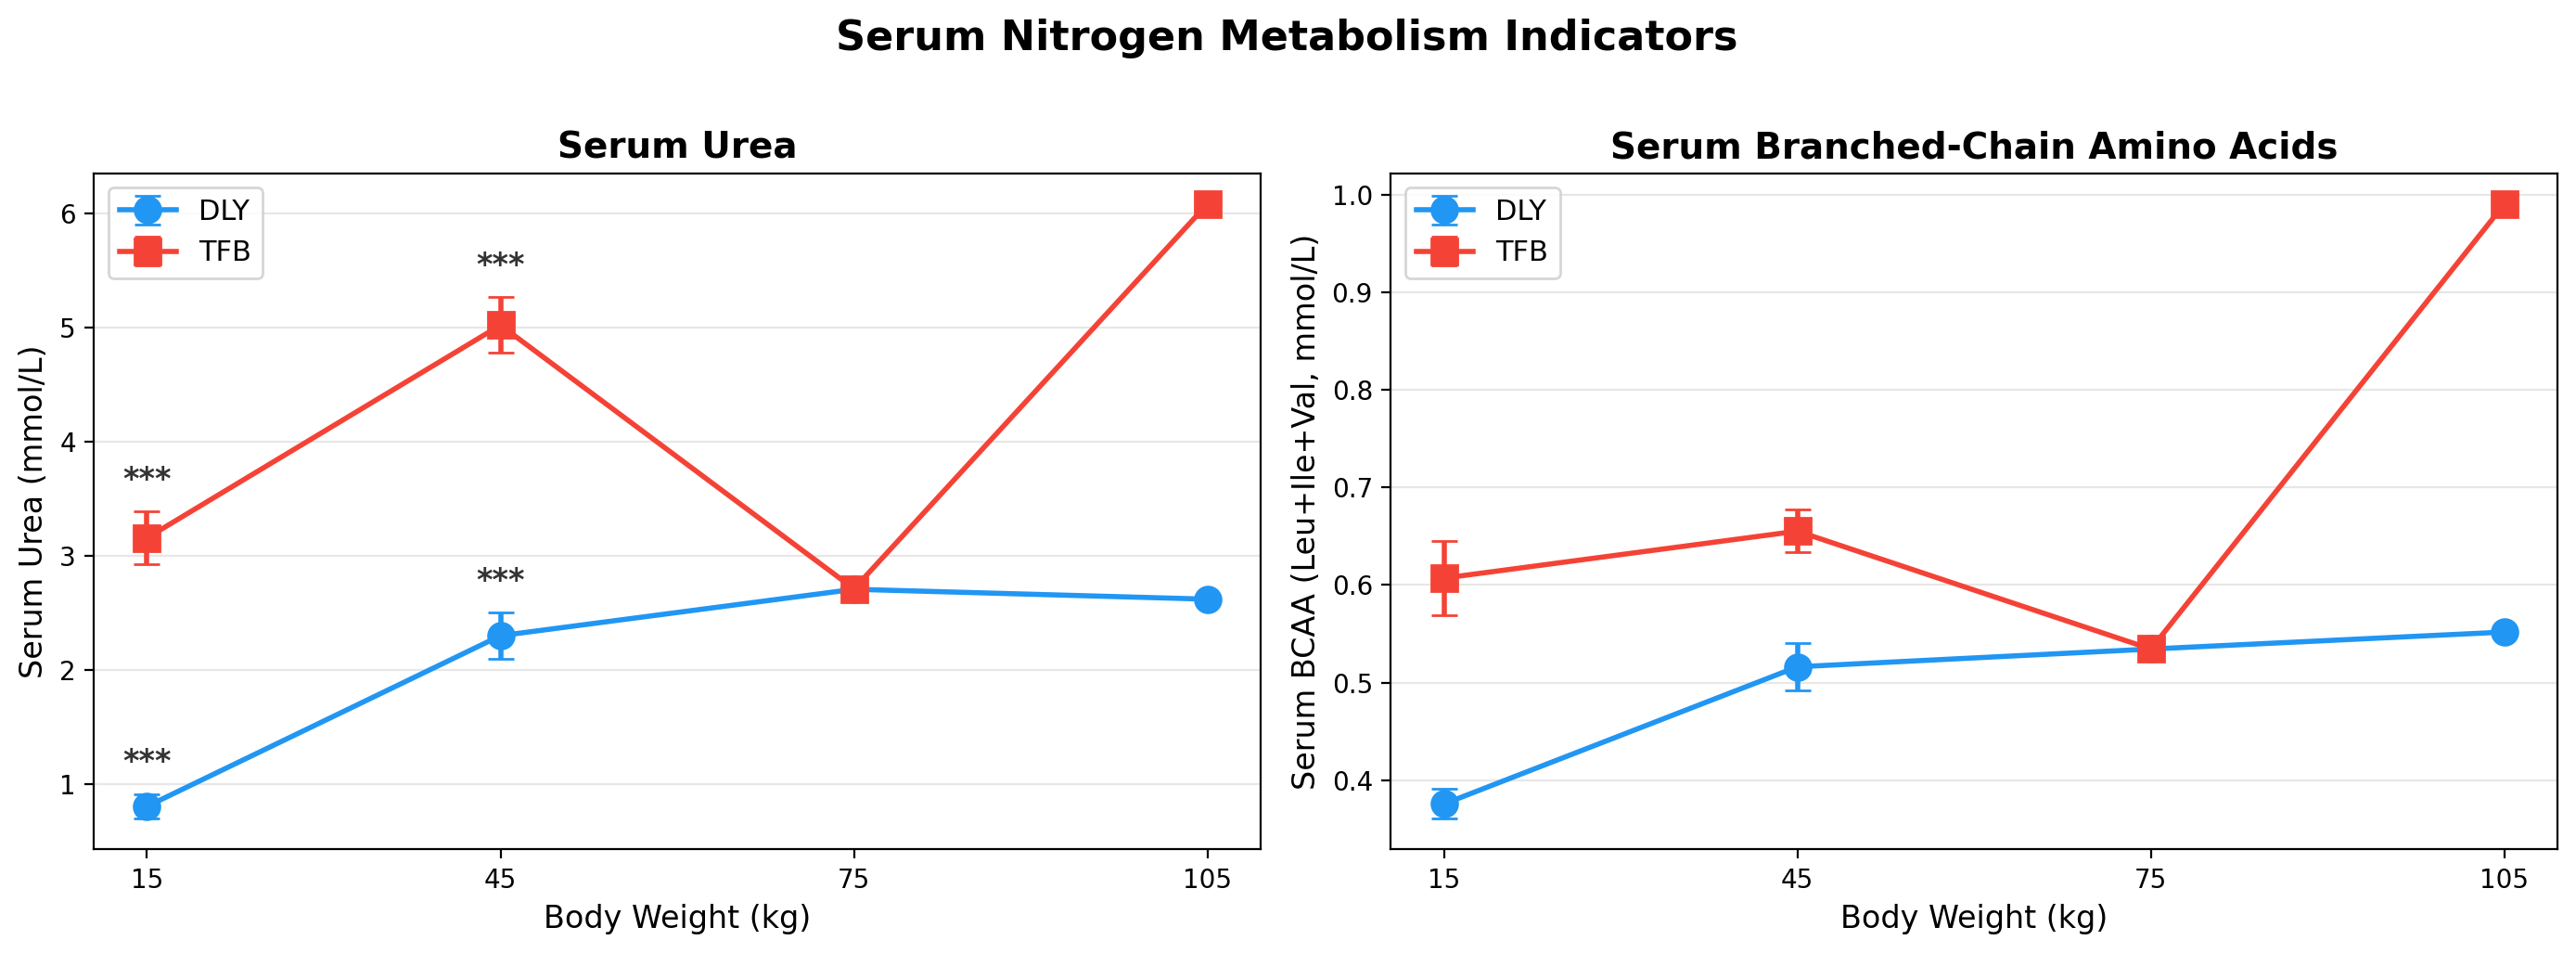 Serum Nitrogen Metabolism Indicators
Serum Urea
DLY
TFB
***
***
***
***
6
5
4
3
2
1
Serum Urea (mmol/L)
15 45 75 105
Body Weight (kg)
Serum Branched-Chain Amino Acids
DLY
TFB
1.0
0.9
0.8
0.7
0.6
0.5
0.4
Serum BCAA (Leu+Ile+Val, mmol/L)
15 45 75 105
Body Weight (kg)